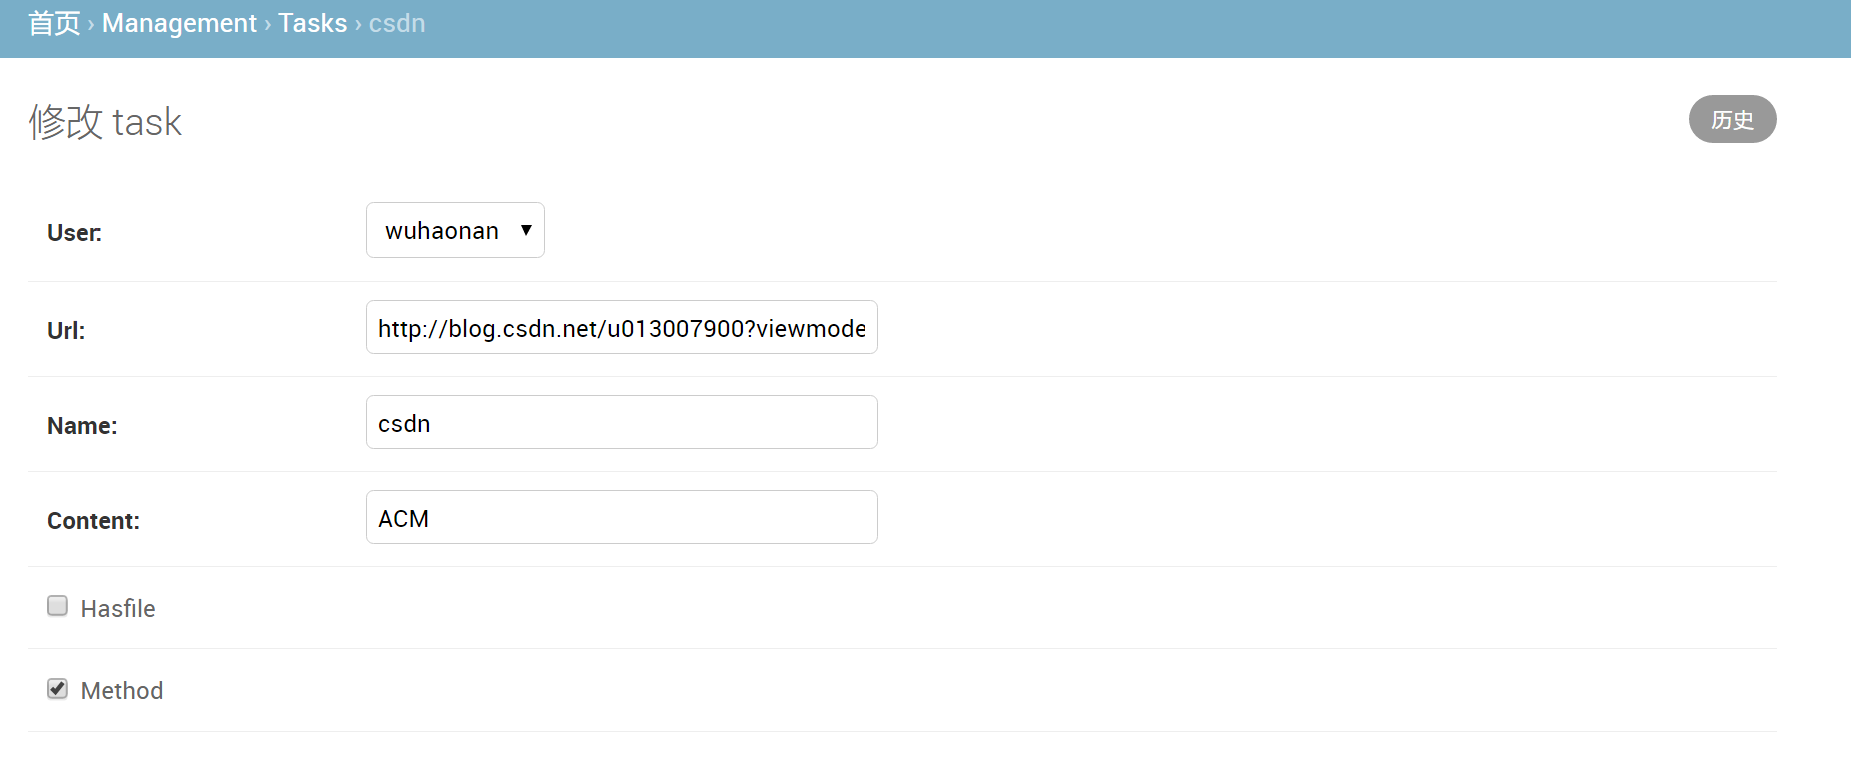 首页 › Management › Tasks › csdn
修改 task
历史
User: wuhaonan
Url: http://blog.csdn.net/u013007900?viewmode
Name: csdn
Content: ACM
Hasfile
Method